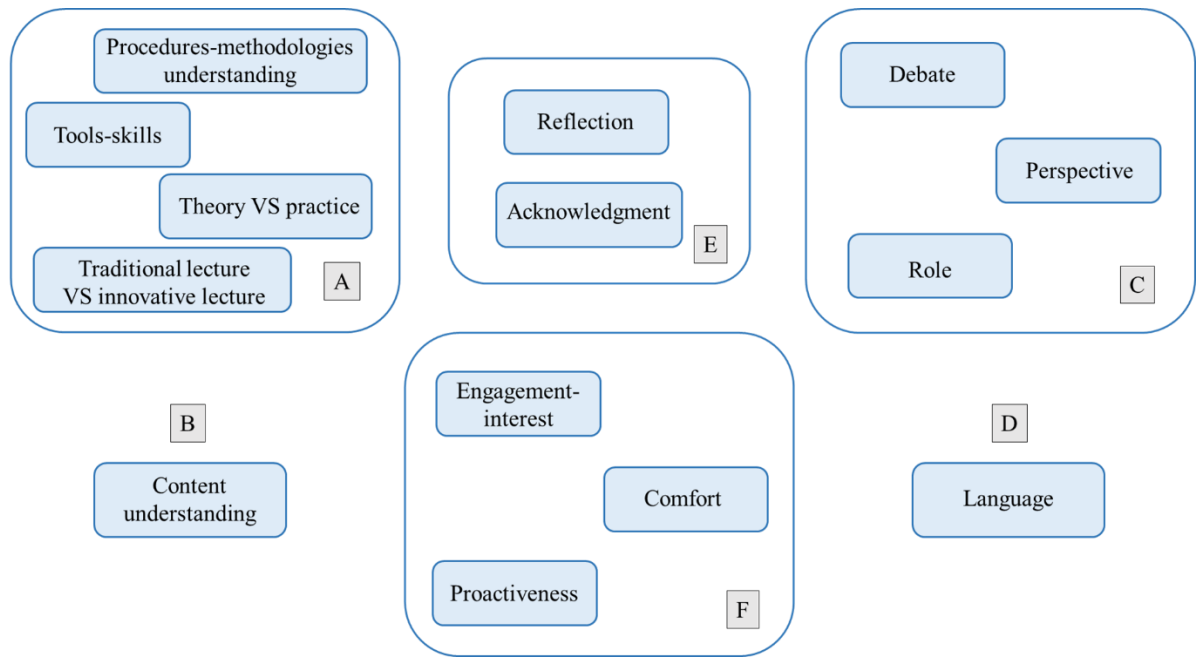 Procedures-methodologies
understanding
Tools-skills
Theory VS practice
Traditional lecture
VS innovative lecture
A
Reflection
Acknowledgment
E
Debate
Perspective
Role
C
B
Content
understanding
Engagement-
interest
Comfort
Proactiveness
F
D
Language